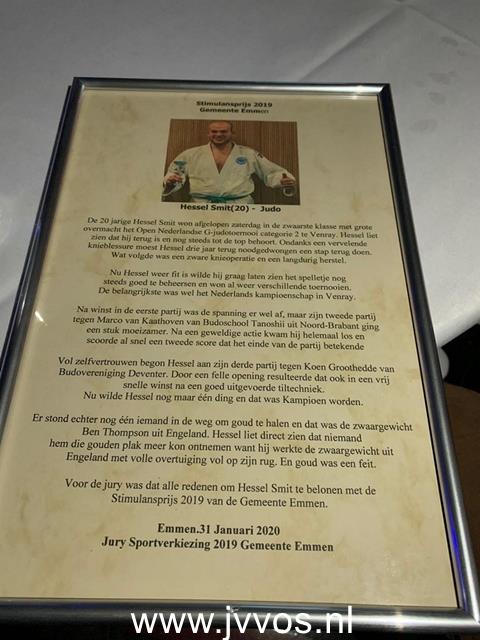 Stimulansprijs 2019
Gemeente Emmen
Hessel Smit(20) - Judo
De 20 jarige Hessel Smit won afgelopen zaterdag in de zwaarste klasse met grote
overmacht het Open Nederlandse G-judotoernooi categorie 2 te Venray. Hessel liet
zien dat hij terug is en nog steeds tot de top behoort. Ondanks een vervelende
knieblessure moest Hessel drie jaar terug noodgedwongen een stap terug doen.
Wat volgde was een zware knieoperatie en een langdurig herstel.
Nu Hessel weer fit is wilde hij graag laten zien het spelletje nog
steeds goed te beheersen en won al weer verschillende toernooien.
De belangrijkste was wel het Nederlands kampioenschap in Venray.
Na winst in de eerste partij was de spanning er wel af, maar zijn tweede partij
tegen Marco van Kaathoven van Budoschool Tanoshii uit Noord-Brabant ging
een stuk moeizamer. Na een geweldige actie kwam hij helemaal los en
scoorde al snel een tweede score dat het einde van de partij betekende
Vol zelfvertrouwen begon Hessel aan zijn derde partij tegen Koen Groothedde van
Budovereniging Deventer. Door een felle opening resulteerde dat ook in een vrij
snelle winst na een goed uitgevoerde tiltechniek.
Nu wilde Hessel nog maar één ding en dat was Kampioen worden.
Er stond echter nog één iemand in de weg om goud te halen en dat was de zwaargewicht
Ben Thompson uit Engeland. Hessel liet direct zien dat niemand
hem die gouden plak meer kon ontnemen want hij werkte de zwaargewicht uit
Engeland met volle overtuiging vol op zijn rug. En goud was een feit.
Voor de jury was dat alle redenen om Hessel Smit te belonen met de
Stimulansprijs 2019 van de Gemeente Emmen.
Emmen.31 Januari 2020
Jury Sportverkiezing 2019 Gemeente Emmen
www.jvvos.nl